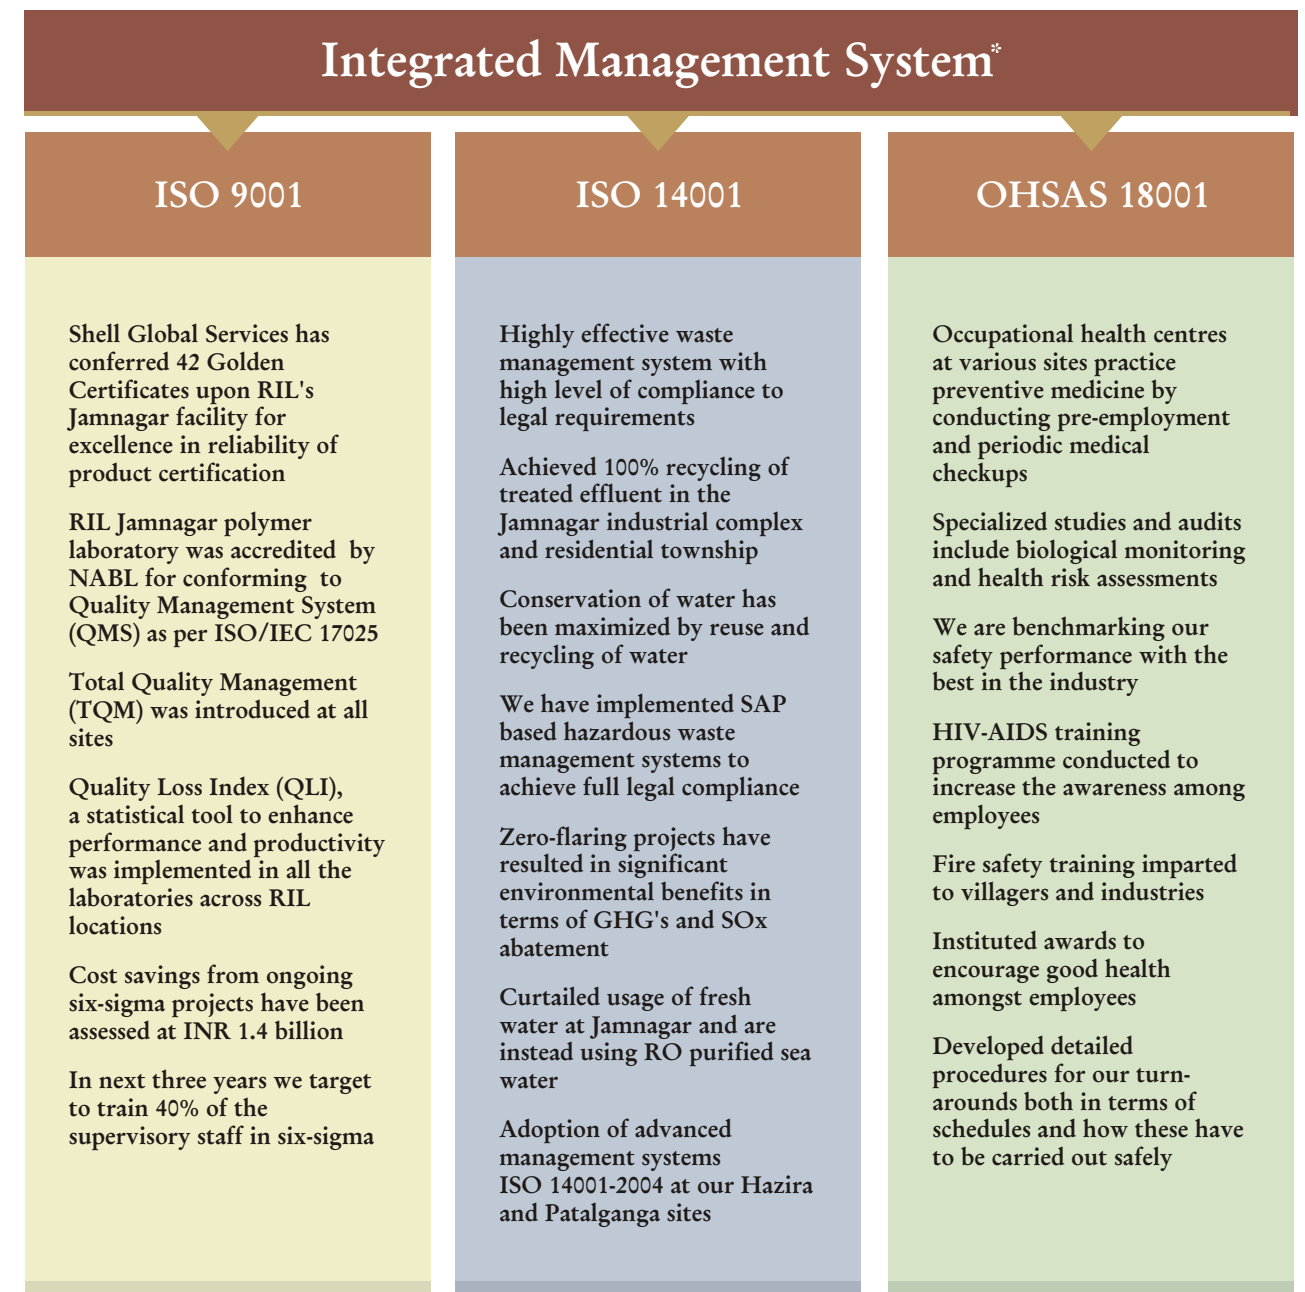 Integrated Management System*
ISO 9001
Shell Global Services has
conferred 42 Golden
Certificates upon RIL's
Jamnagar facility for
excellence in reliability of
product certification
RIL Jamnagar polymer
laboratory was accredited  by
NABL for conforming  to
Quality Management System
(QMS) as per ISO/IEC 17025
Total Quality Management
(TQM) was introduced at all
sites
Quality Loss Index (QLI),
a statistical tool to enhance
performance and productivity
was implemented in all the
laboratories across RIL
locations
Cost savings from ongoing
six-sigma projects have been
assessed at INR 1.4 billion
In next three years we target
to train 40% of the
supervisory staff in six-sigma
ISO 14001
Highly effective waste
management system with
high level of compliance to
legal requirements
Achieved 100% recycling of
treated effluent in the
Jamnagar industrial complex
and residential township
Conservation of water has
been maximized by reuse and
recycling of water
We have implemented SAP
based hazardous waste
management systems to
achieve full legal compliance
Zero-flaring projects have
resulted in significant
environmental benefits in
terms of GHG's and SOx
abatement
Curtailed usage of fresh
water at Jamnagar and are
instead using RO purified sea
water
Adoption of advanced
management systems
ISO 14001-2004 at our Hazira
and Patalganga sites
OHSAS 18001
Occupational health centres
at various sites practice
preventive medicine by
conducting pre-employment
and periodic medical
checkups
Specialized studies and audits
include biological monitoring
and health risk assessments
We are benchmarking our
safety performance with the
best in the industry
HIV-AIDS training
programme conducted to
increase the awareness among
employees
Fire safety training imparted
to villagers and industries
Instituted awards to
encourage good health
amongst employees
Developed detailed
procedures for our turn-
arounds both in terms of
schedules and how these have
to be carried out safely